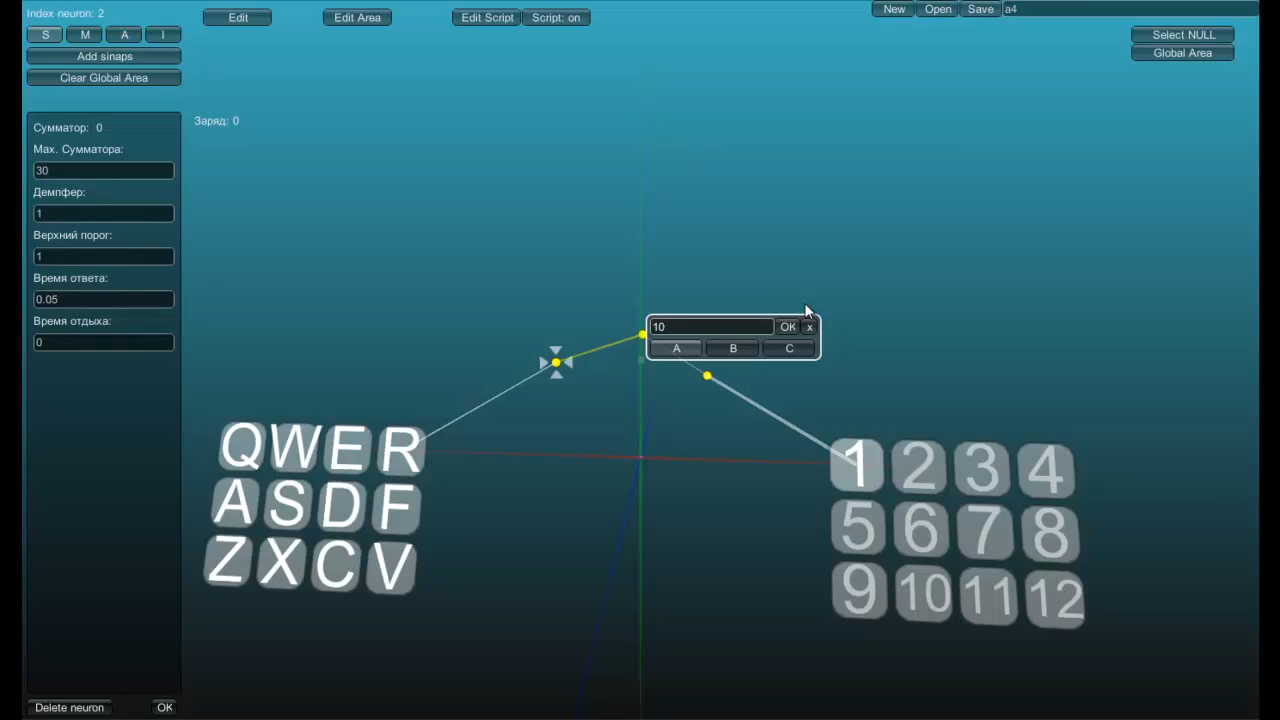 Index neuron: 2
Edit
Edit Area
Edit Script
Script: on
New
Open
Save
a4
S M A I
Add sinaps
Clear Global Area
Select NULL
Global Area
Сумматор: 0
Мах. Сумматора:
30
Демпфер:
1
Верхний порог:
1
Время ответа:
0.05
Время отдыха:
0
Заряд: 0
10 OK x
A B C
Q W E R
A S D F
Z X C V
1 2 3 4
5 6 7 8
9 10 11 12
Delete neuron
OK